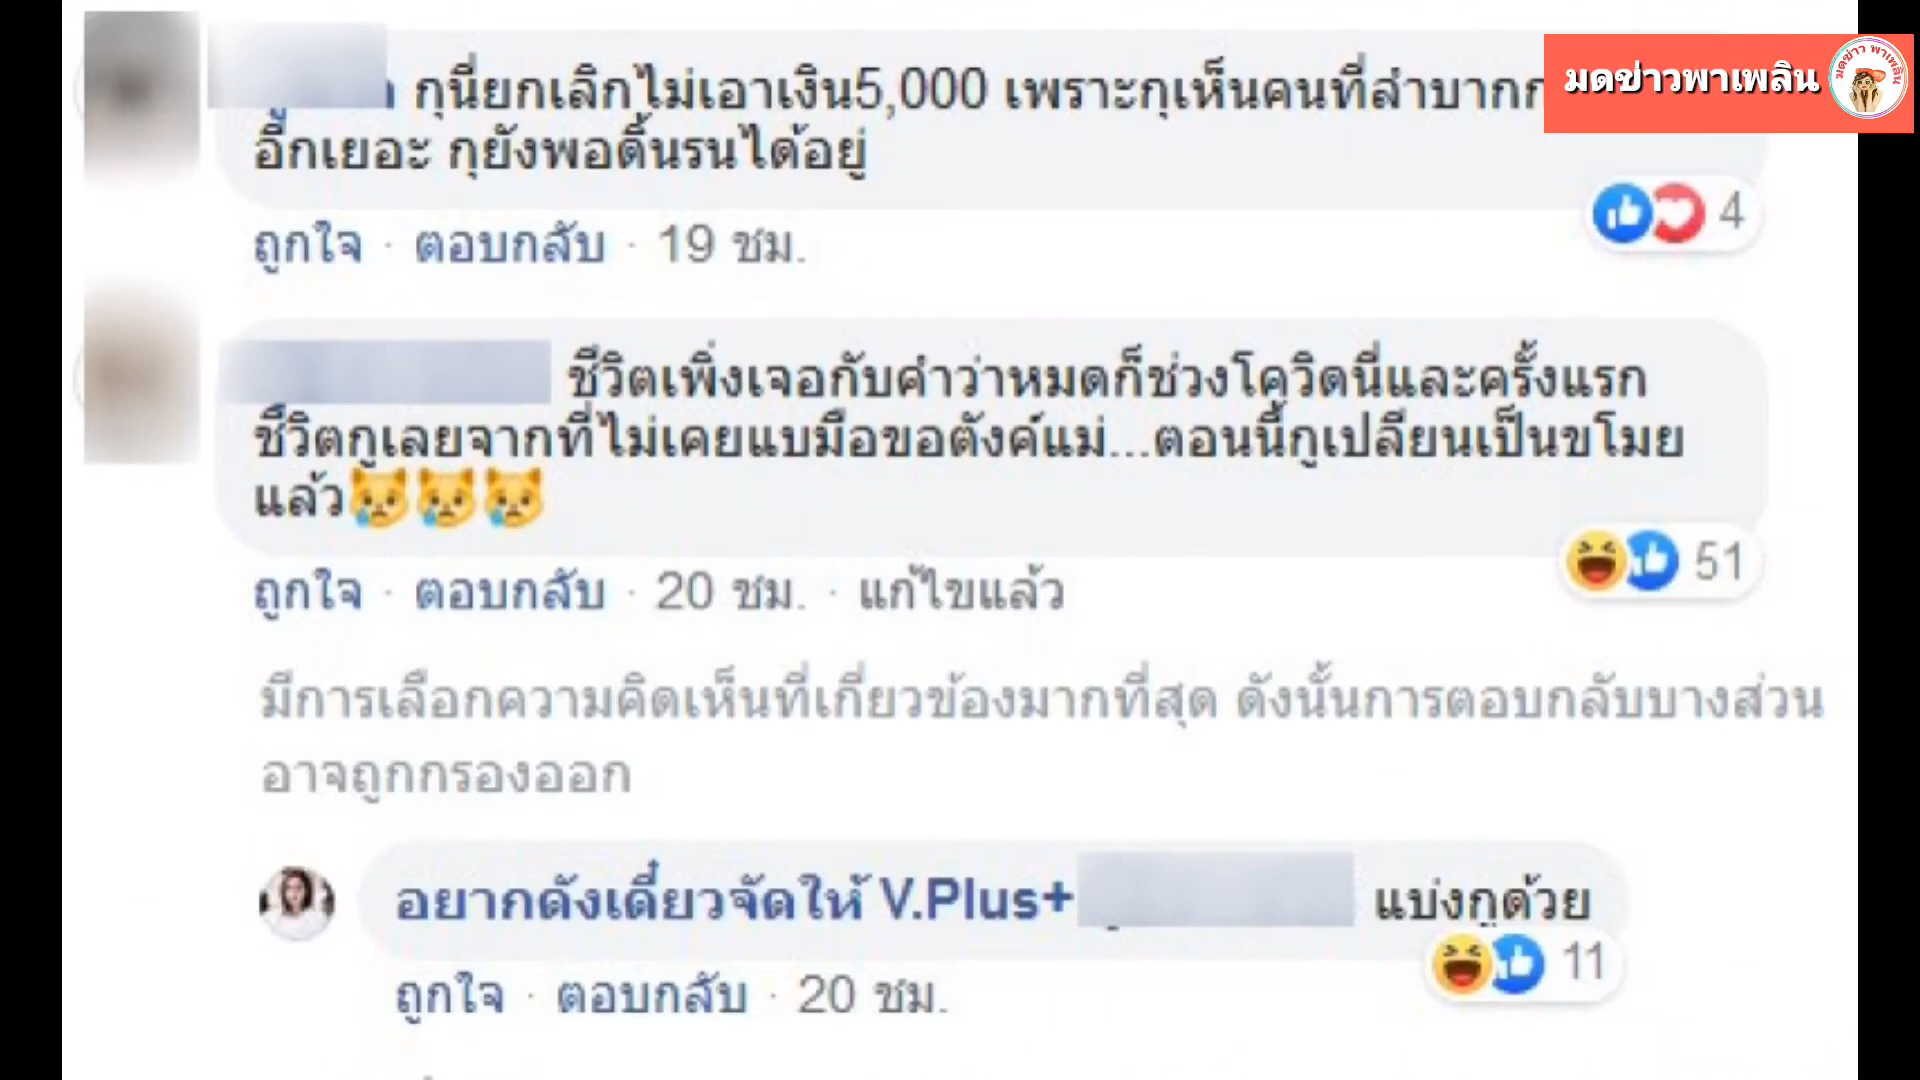 มดข่าวพาเพลิน
มดข่าว พาเพลิน
กุนี่ยกเลิกไม่เอาเงิน5,000 เพราะกุเห็นคนที่ลำบากก
อีกเยอะ กุยังพอดิ้นรนได้อยู่
4
ถูกใจ · ตอบกลับ · 19 ชม.
ชีวิตเพิ่งเจอกับคำว่าหมดก็ช่วงโควิดนี่และครั้งแรก
ชีวิตกูเลยจากที่ไม่เคยแบมือขอตังค์แม่...ตอนนี้กูเปลี่ยนเป็นขโมย
แล้ว😿😿😿
51
ถูกใจ · ตอบกลับ · 20 ชม. · แก้ไขแล้ว
มีการเลือกความคิดเห็นที่เกี่ยวข้องมากที่สุด ดังนั้นการตอบกลับบางส่วน
อาจถูกกรองออก
อยากดังเดี๋ยวจัดให้ V.Plus+ แบ่งกูด้วย
11
ถูกใจ · ตอบกลับ · 20 ชม.